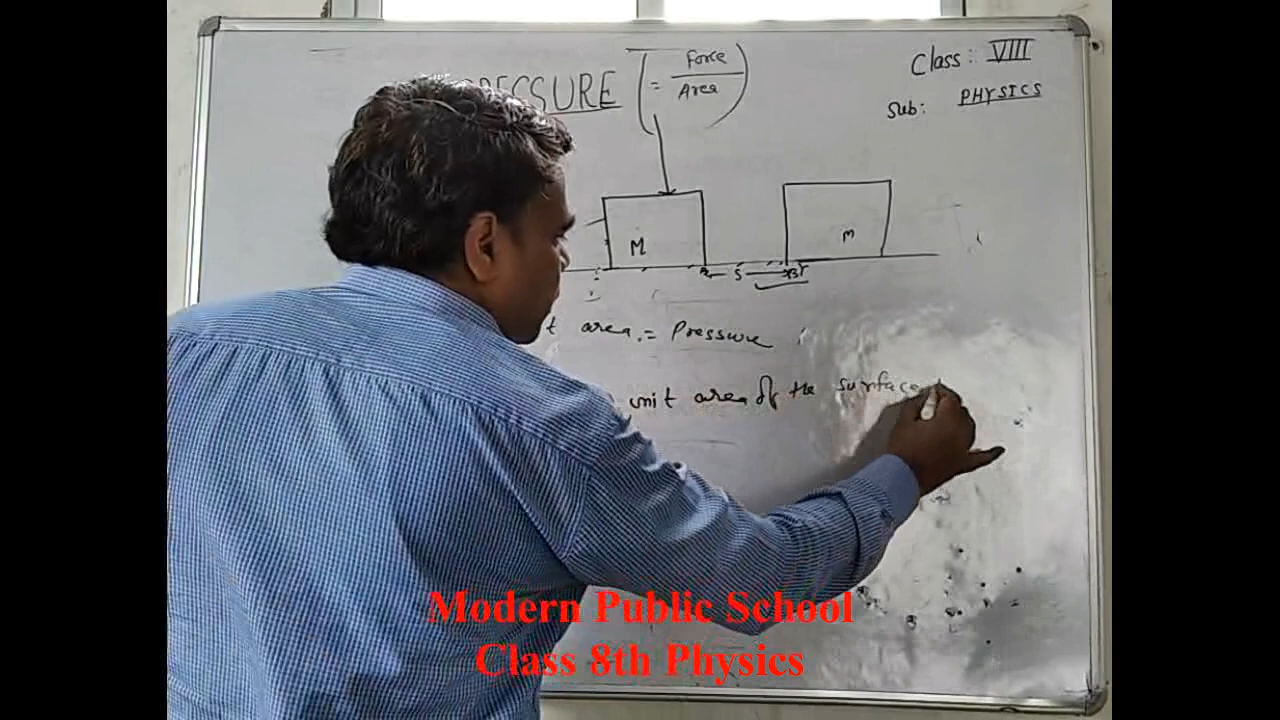 PRESSURE ( = Force / Area )
Class: VIII
Sub: PHYSICS
M
M
S
area. = Pressure
unit area of the surface
Modern Public School
Class 8th Physics